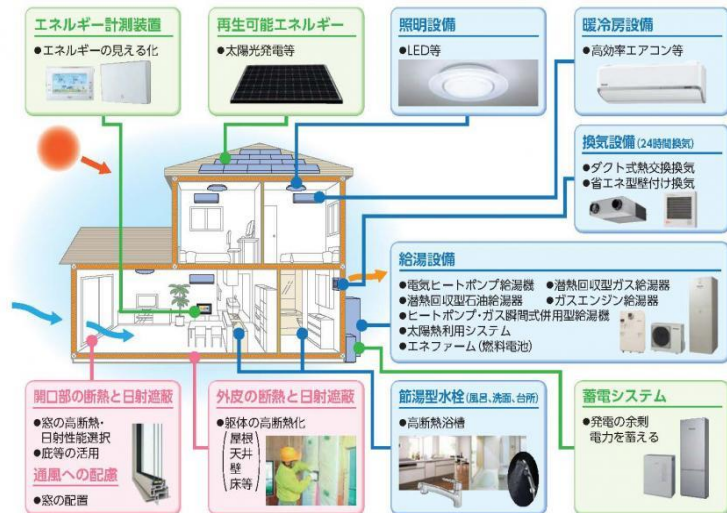 エネルギー計測装置
●エネルギーの見える化
再生可能エネルギー
●太陽光発電等
照明設備
●LED等
暖冷房設備
●高効率エアコン等
換気設備(24時間換気)
●ダクト式熱交換換気
●省エネ型壁付け換気
給湯設備
●電気ヒートポンプ給湯機 ●潜熱回収型ガス給湯器
●潜熱回収型石油給湯器 ●ガスエンジン給湯器
●ヒートポンプ・ガス瞬間式併用型給湯機
●太陽熱利用システム
●エネファーム(燃料電池)
開口部の断熱と日射遮蔽
●窓の高断熱・
日射性能選択
●庇等の活用
通風への配慮
●窓の配置
外皮の断熱と日射遮蔽
●躯体の高断熱化
(屋根
天井
壁
床等)
節湯型水栓(風呂、洗面、台所)
●高断熱浴槽
蓄電システム
●発電の余剰
電力を蓄える